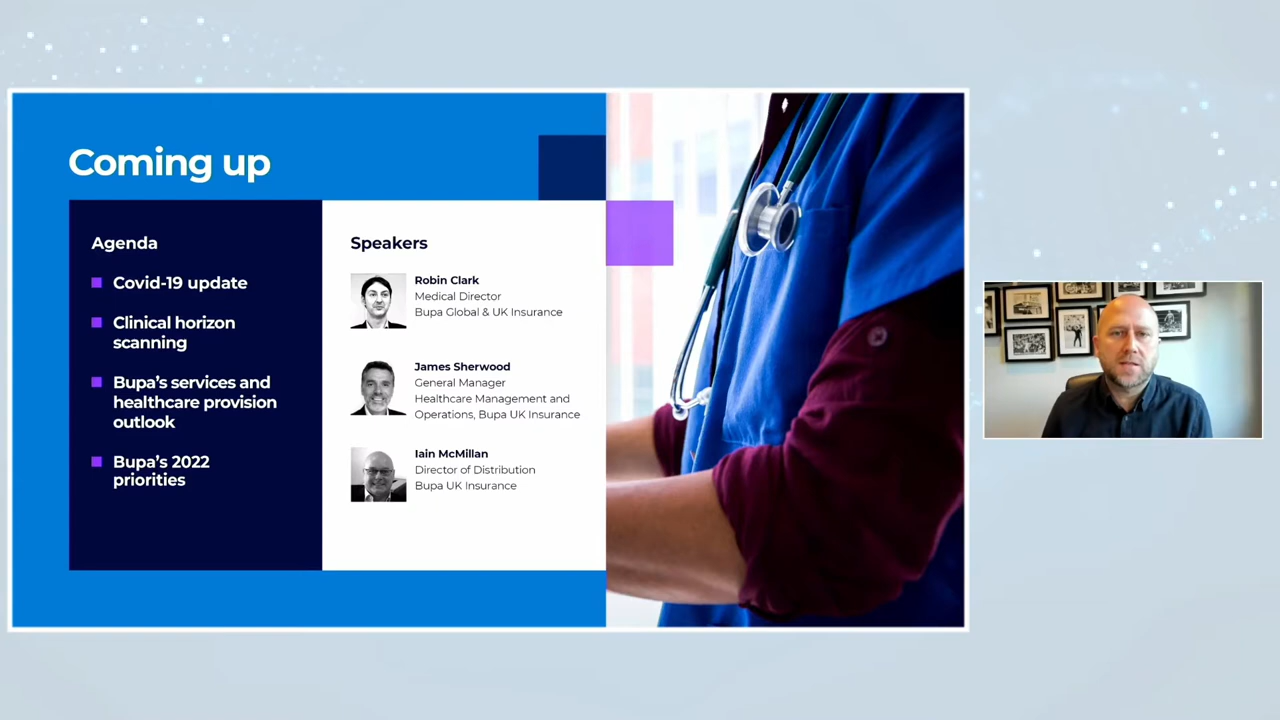 Coming up
Agenda
Covid-19 update
Clinical horizon
scanning
Bupa's services and
healthcare provision
outlook
Bupa's 2022
priorities
Speakers
Robin Clark
Medical Director
Bupa Global & UK Insurance
James Sherwood
General Manager
Healthcare Management and
Operations, Bupa UK Insurance
Iain McMillan
Director of Distribution
Bupa UK Insurance